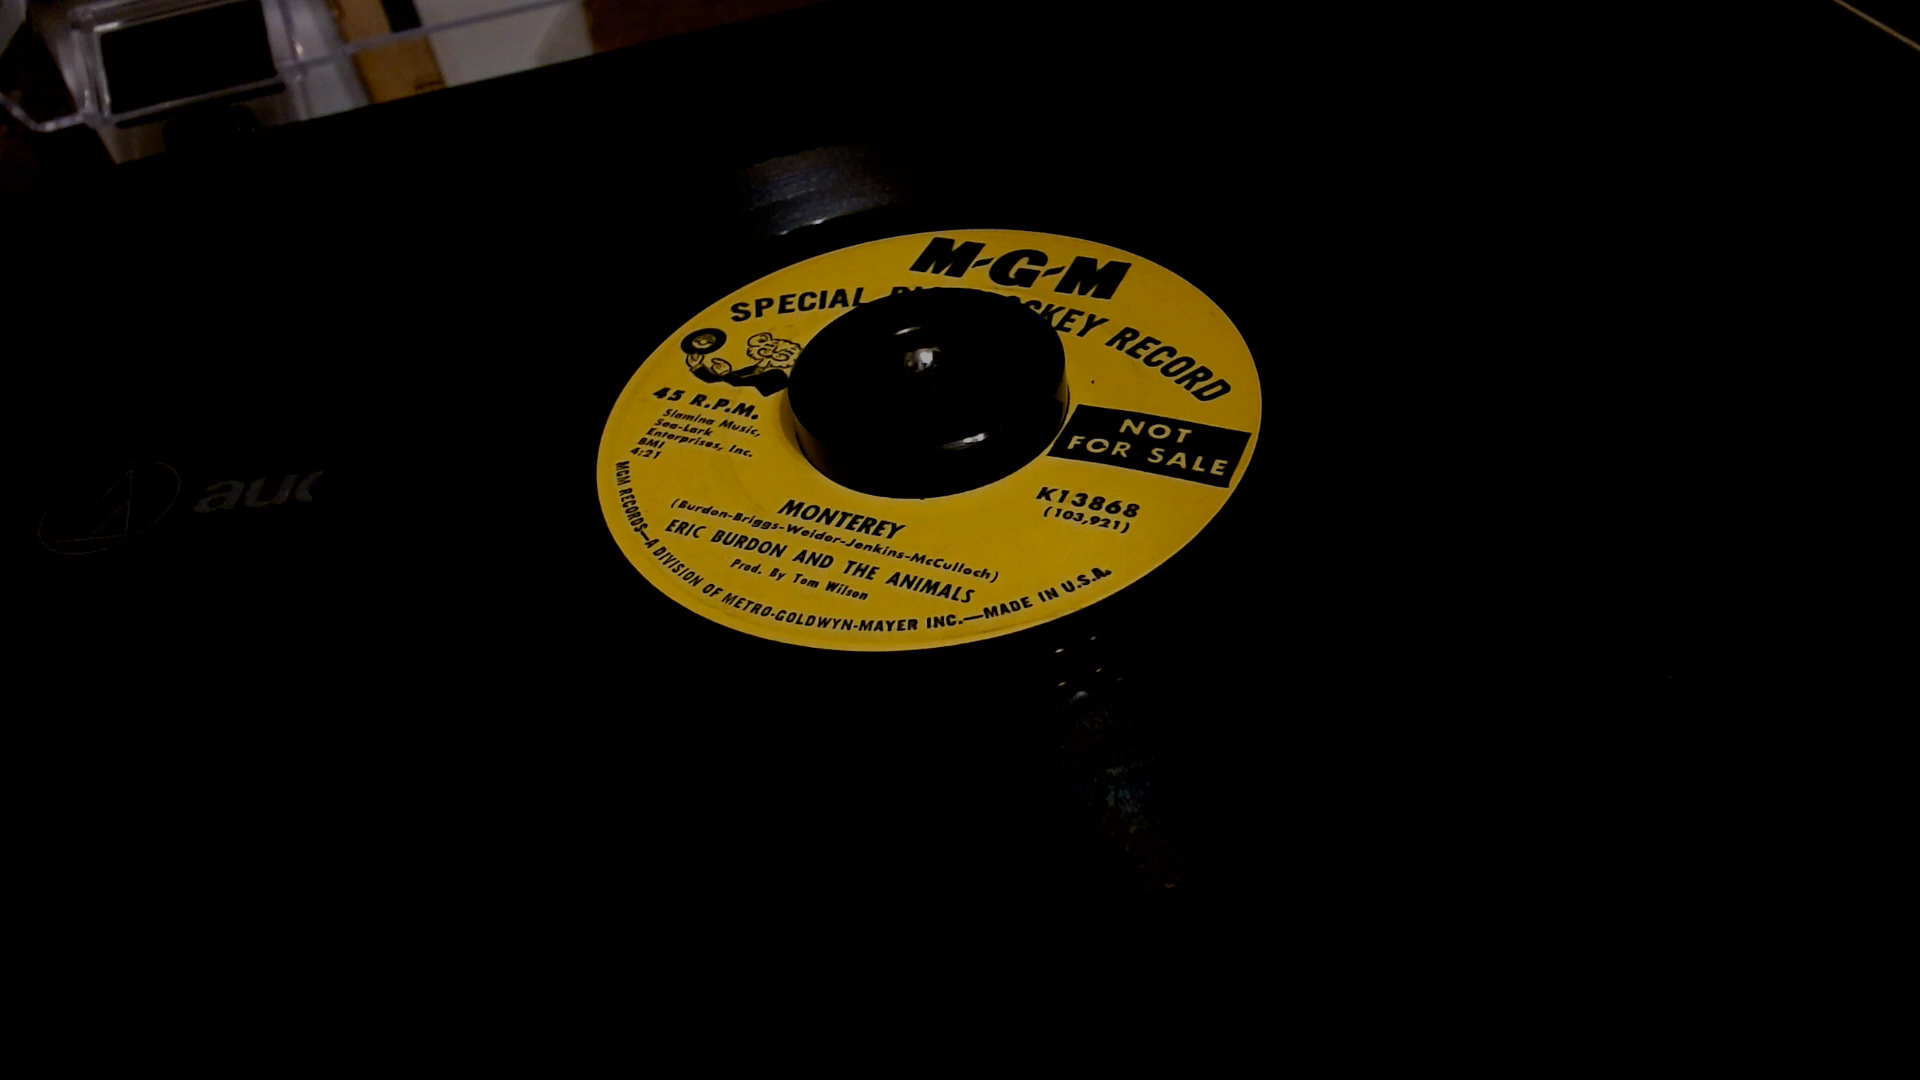 M-G-M
SPECIAL RECORD
45 R.P.M.
Slamina Music,
Sea-Lark
Enterprises, Inc.
BMI
4:21
NOT
FOR SALE
K13868
(103,921)
MONTEREY
(Burdon-Briggs-Weider-Jenkins-McCulloch)
ERIC BURDON AND THE ANIMALS
Prod. By Tom Wilson
MGM RECORDS—A DIVISION OF METRO-GOLDWYN-MAYER INC.—MADE IN U.S.A.